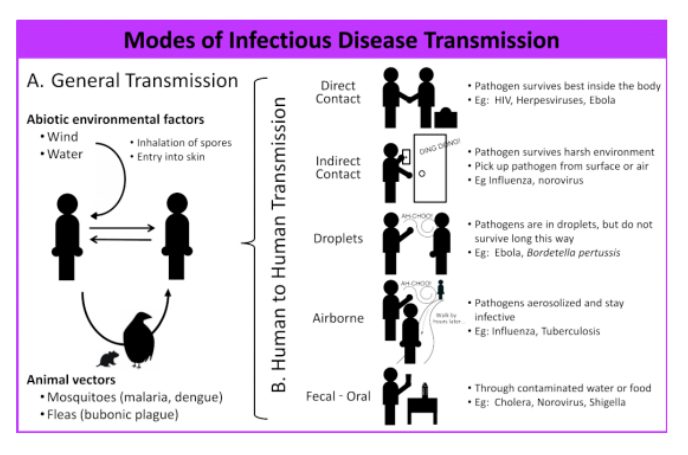 Modes of Infectious Disease Transmission
A. General Transmission
Abiotic environmental factors
• Wind
• Water
• Inhalation of spores
• Entry into skin
Animal vectors
• Mosquitoes (malaria, dengue)
• Fleas (bubonic plague)
B. Human to Human Transmission
Direct
Contact
• Pathogen survives best inside the body
• Eg: HIV, Herpesviruses, Ebola
Indirect
Contact
DING DONG!
• Pathogen survives harsh environment
• Pick up pathogen from surface or air
• Eg Influenza, norovirus
Droplets
AH-CHOO!
• Pathogens are in droplets, but do not
survive long this way
• Eg: Ebola, Bordetella pertussis
Airborne
AH-CHOO!
Walk by
hours later...
• Pathogens aerosolized and stay
infective
• Eg: Influenza, Tuberculosis
Fecal - Oral
• Through contaminated water or food
• Eg: Cholera, Norovirus, Shigella